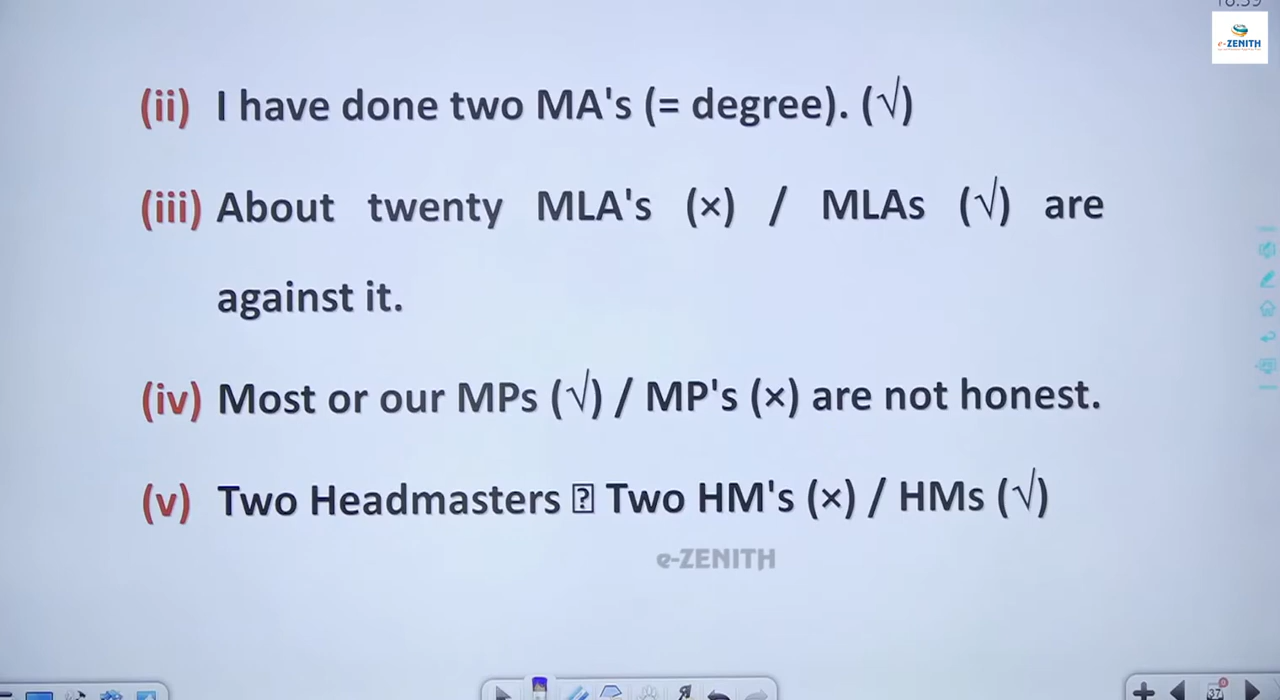 e-ZENITH
(ii) I have done two MA's (= degree). (√)
(iii) About twenty MLA's (×) / MLAs (√) are
against it.
(iv) Most or our MPs (√) / MP's (×) are not honest.
(v) Two Headmasters ⍰ Two HM's (×) / HMs (√)
e-ZENITH
37